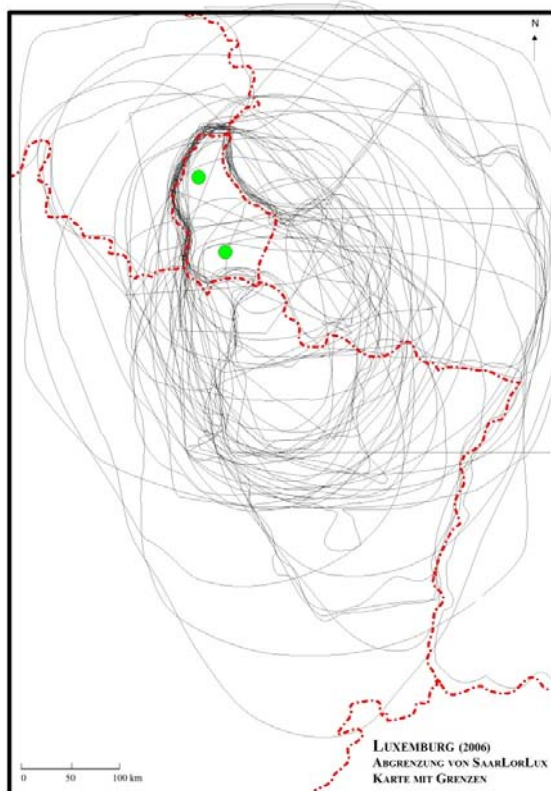 N
LUXEMBURG (2006)
ABGRENZUNG VON SAARLORLUX
KARTE MIT GRENZEN
0 50 100 km